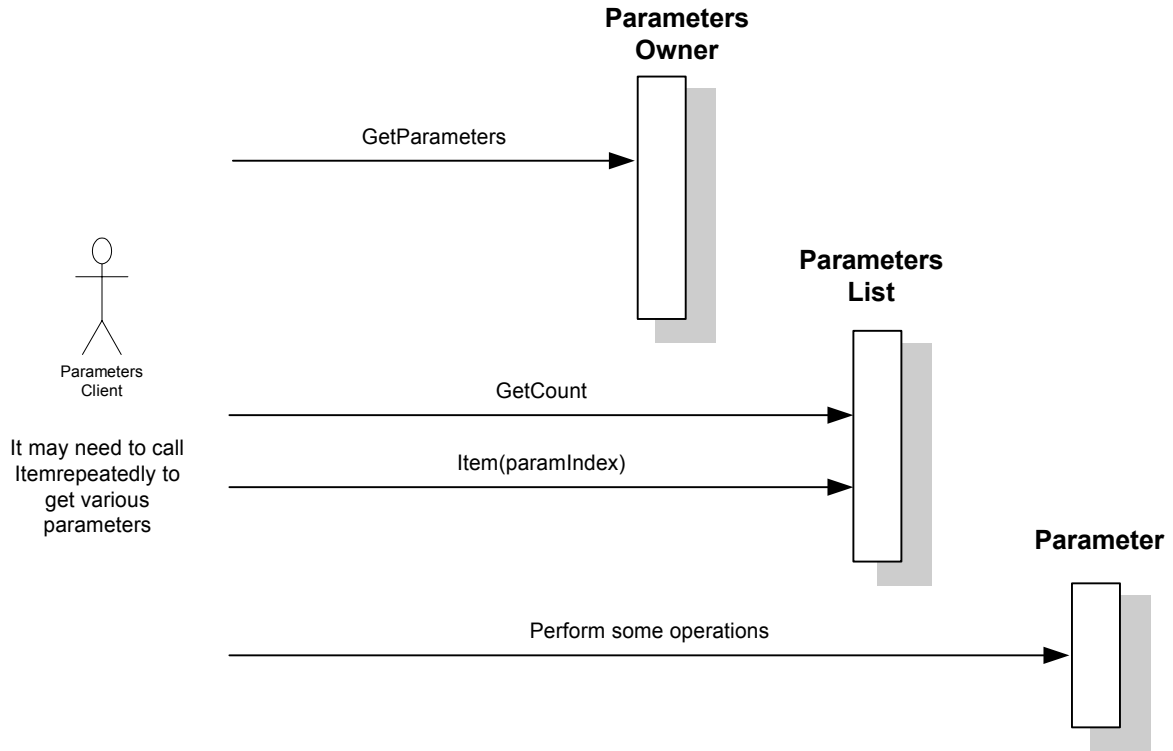 Parameters
Owner
GetParameters
Parameters
List
Parameters
Client
GetCount
It may need to call
Itemrepeatedly to
get various
parameters
Item(paramIndex)
Parameter
Perform some operations